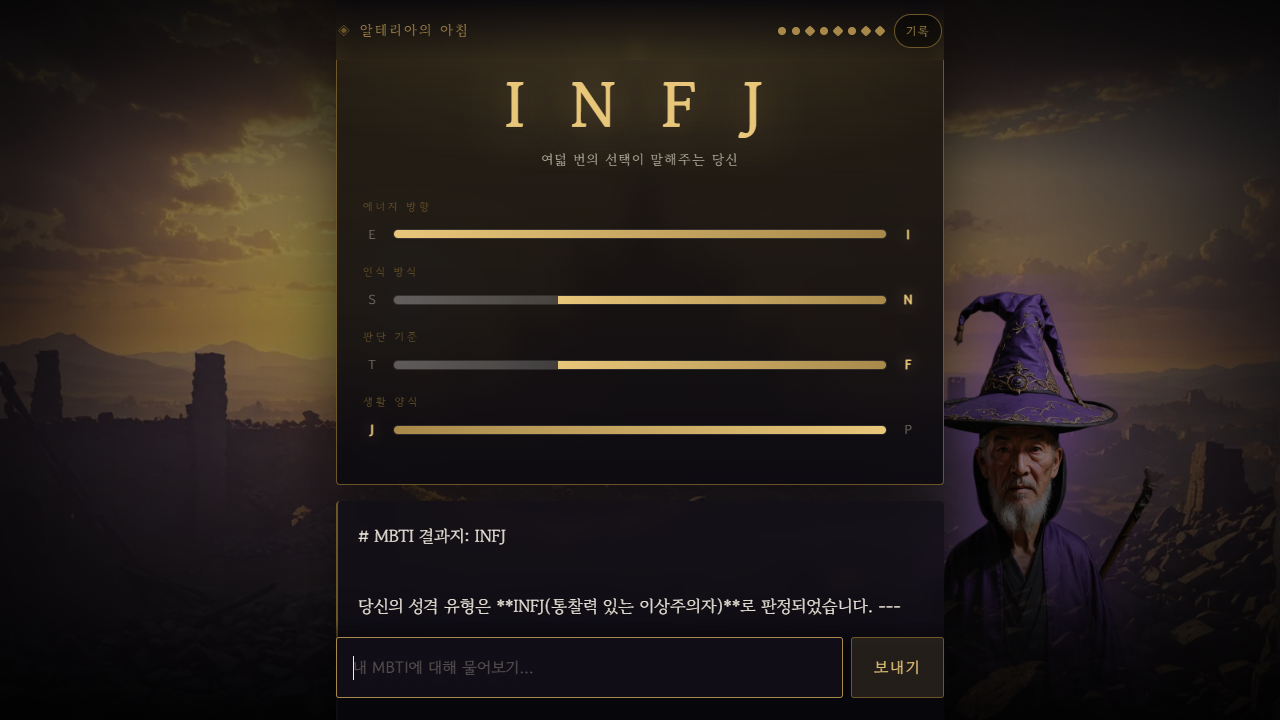 ◈ 알테리아의 아침
기록
INFJ
여덟 번의 선택이 말해주는 당신
에너지 방향
E I
인식 방식
S N
판단 기준
T F
생활 양식
J P
# MBTI 결과지: INFJ
당신의 성격 유형은 **INFJ(통찰력 있는 이상주의자)**로 판정되었습니다. ---
내 MBTI에 대해 물어보기...
보내기